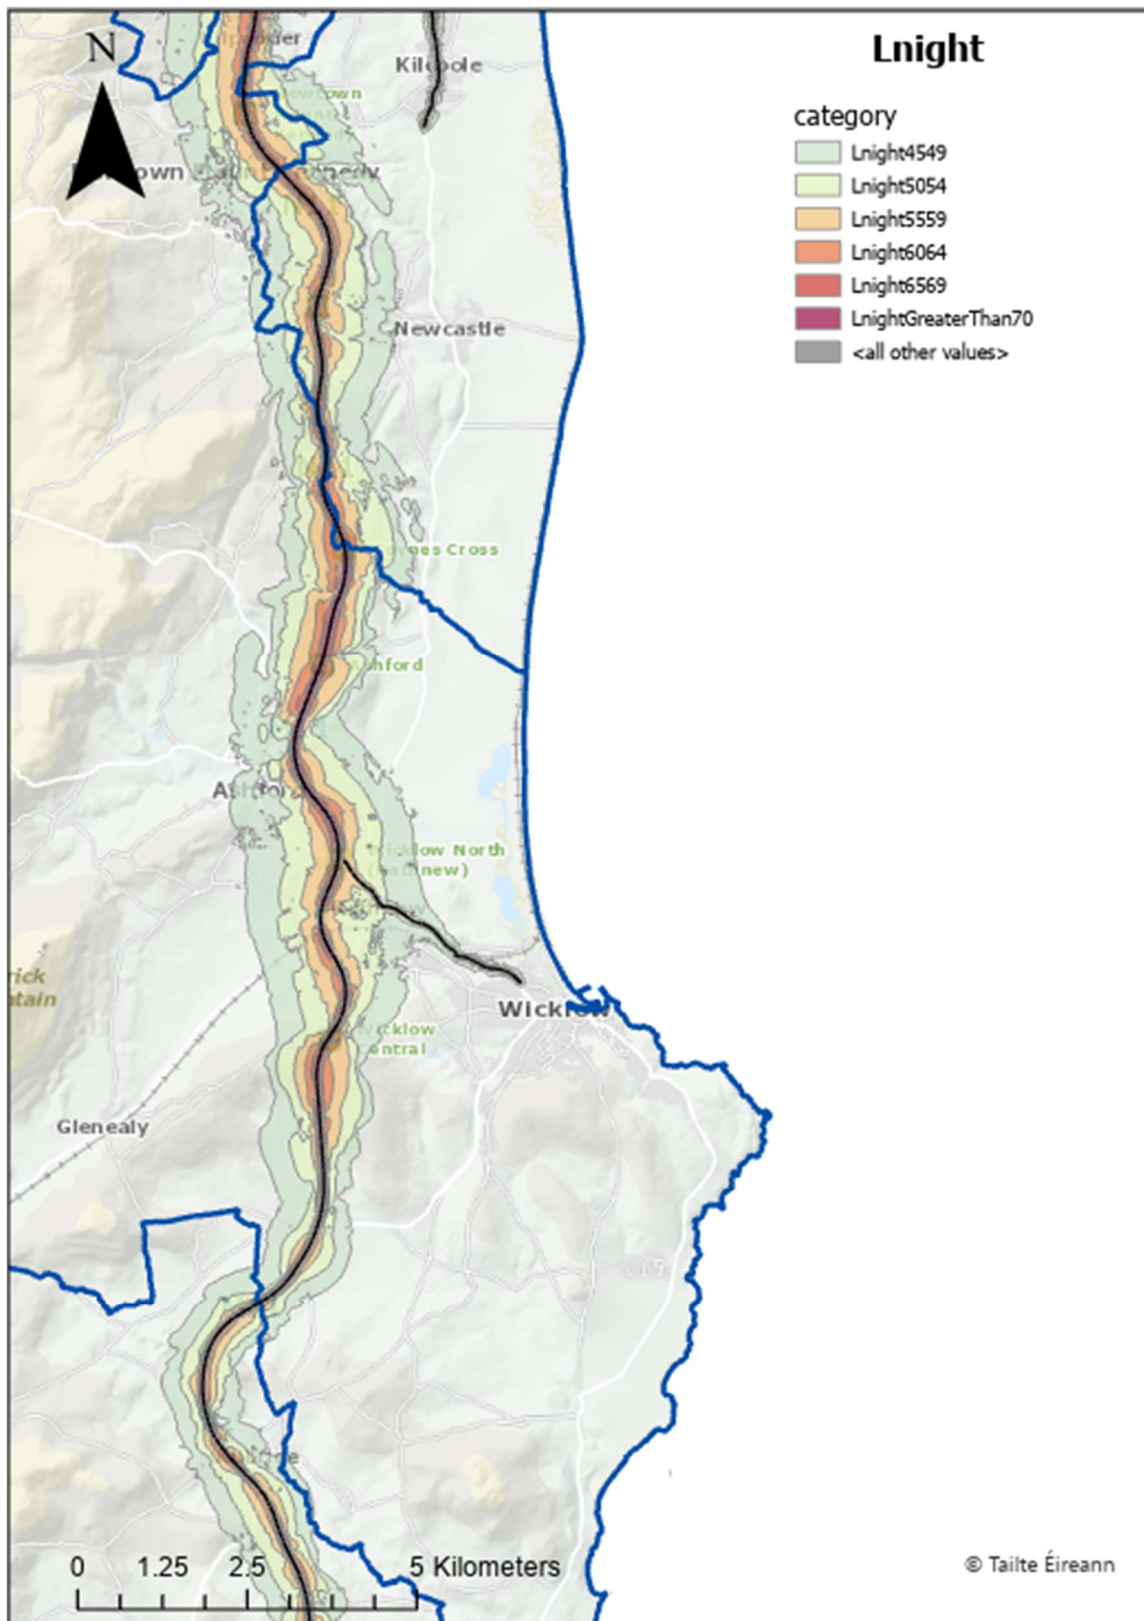 Lnight
category
Lnight4549
Lnight5054
Lnight5559
Lnight6064
Lnight6569
LnightGreaterThan70
<all other values>
N
Newcastle
Cross
Wicklow North
Wicklow
Glenealy
0 1.25 2.5 5 Kilometers
© Tailte Éireann